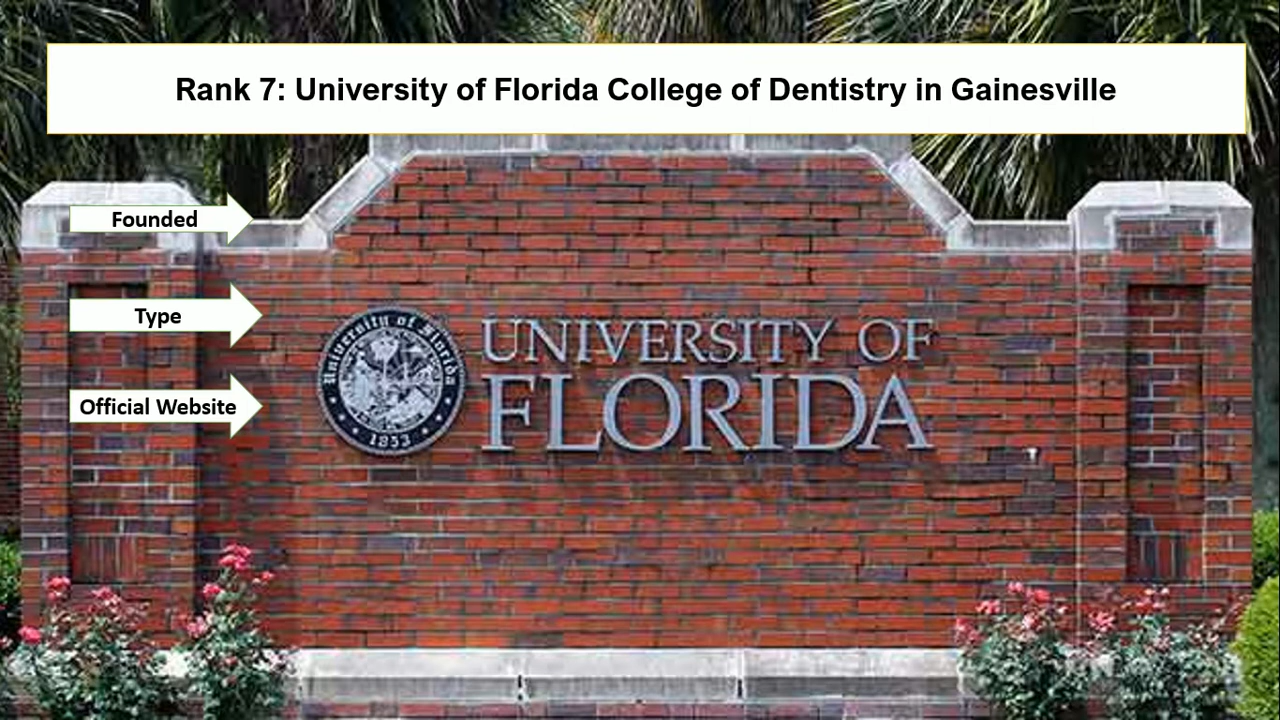 Rank 7: University of Florida College of Dentistry in Gainesville
Founded
Type
Official Website
University of Florida
1853
UNIVERSITY OF
FLORIDA